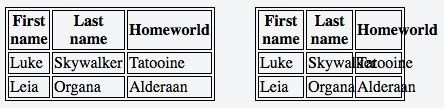 First name Last name Homeworld
Luke Skywalker Tatooine
Leia Organa Alderaan
First name Last name Homeworld
Luke Skywalker Tatooine
Leia Organa Alderaan